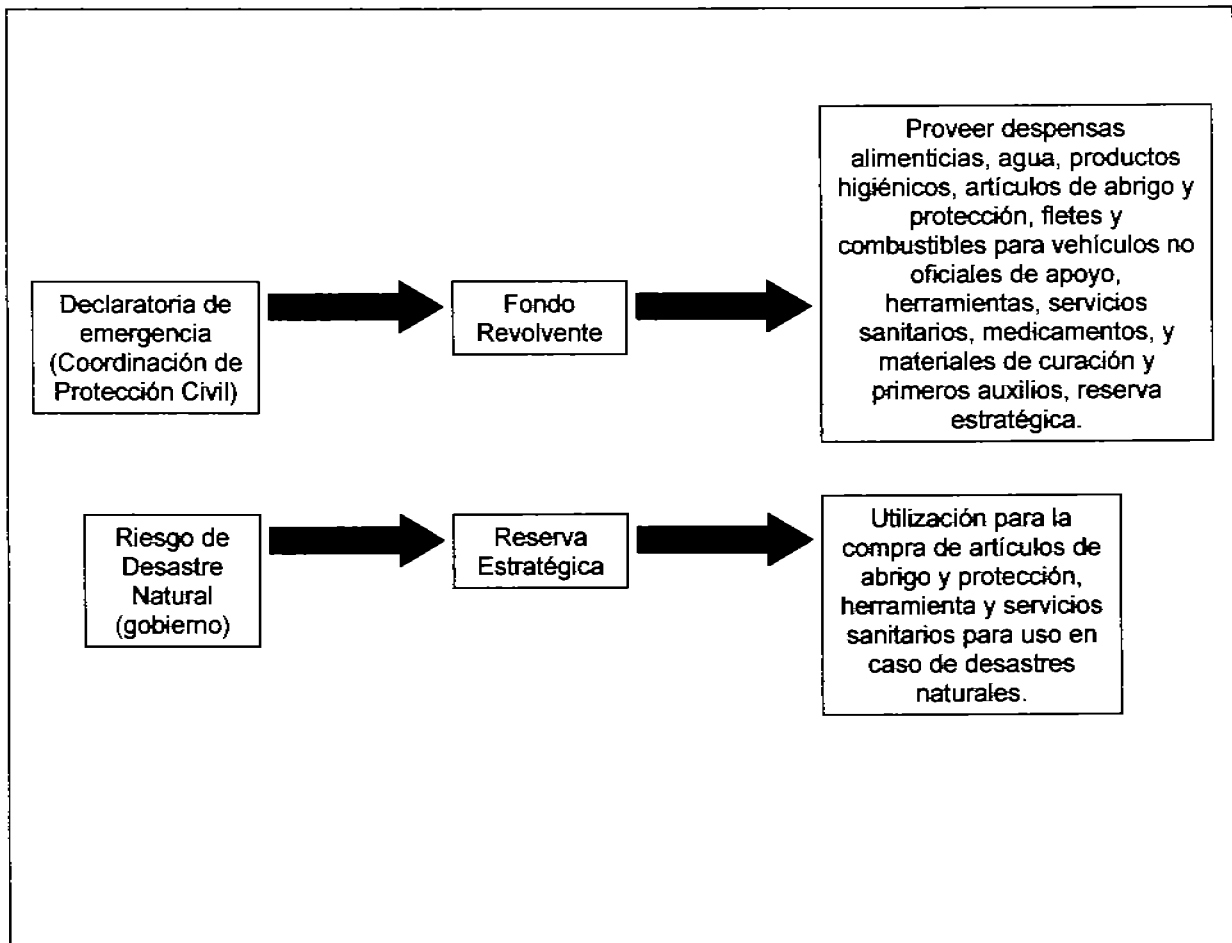 Declaratoria de
emergencia
(Coordinación de
Protección Civil)
Fondo
Revolvente
Proveer despensas
alimenticias, agua, productos
higiénicos, artículos de abrigo y
protección, fletes y
combustibles para vehículos no
oficiales de apoyo,
herramientas, servicios
sanitarios, medicamentos, y
materiales de curación y
primeros auxilios, reserva
estratégica.
Riesgo de
Desastre
Natural
(gobierno)
Reserva
Estratégica
Utilización para la
compra de artículos de
abrigo y protección,
herramienta y servicios
sanitarios para uso en
caso de desastres
naturales.